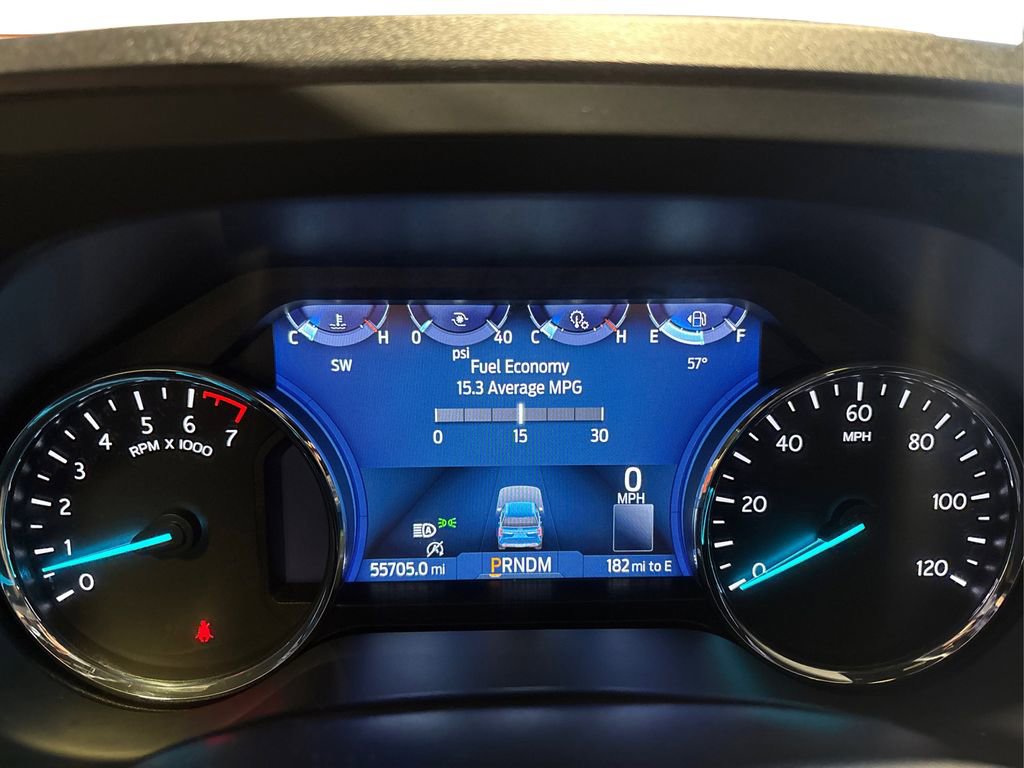 C H 0 40 C H E F
psi
SW
57°
Fuel Economy
15.3 Average MPG
0 15 30
0
MPH
A
55705.0 mi
PRNDM
182 mi to E
0 1 2 3 4 5 6 7
RPM X 1000
0 20 40 60 80 100 120
MPH